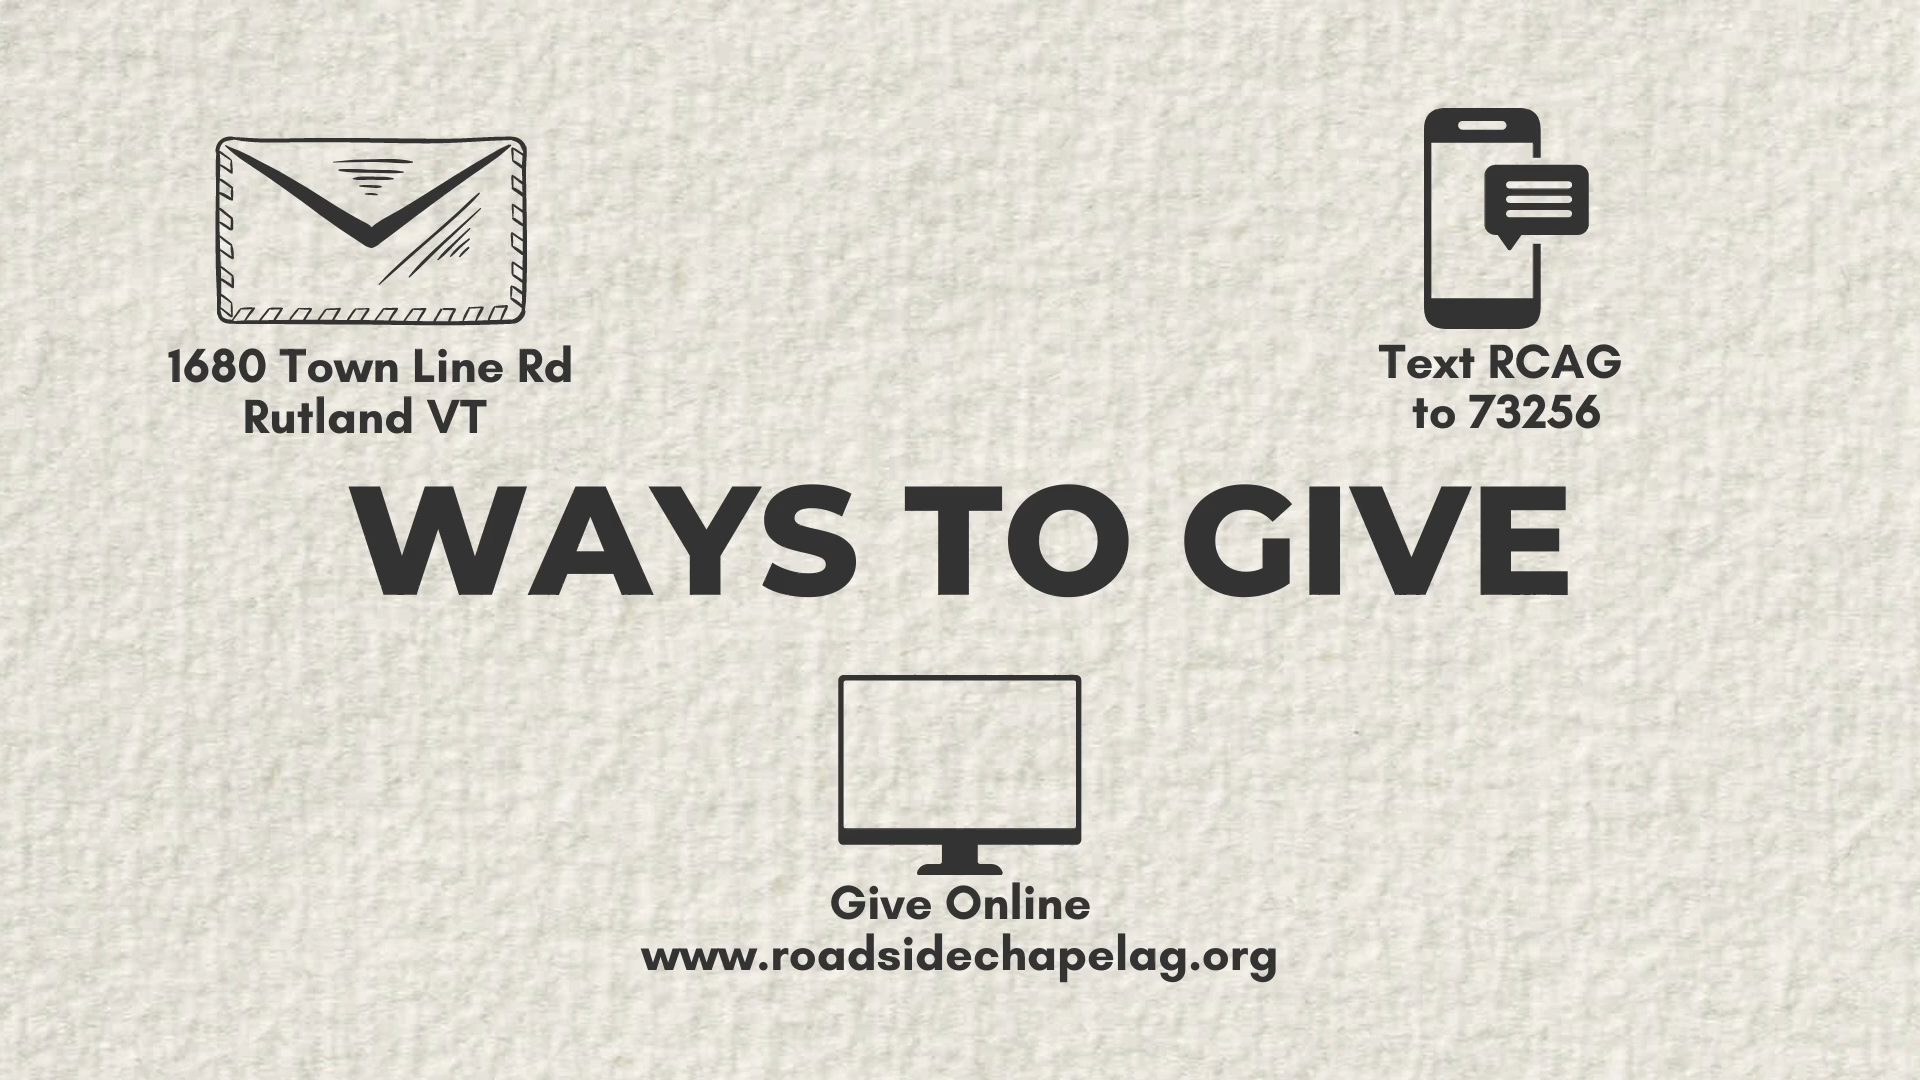 1680 Town Line Rd
Rutland VT
Text RCAG
to 73256
WAYS TO GIVE
Give Online
www.roadsidechapelag.org